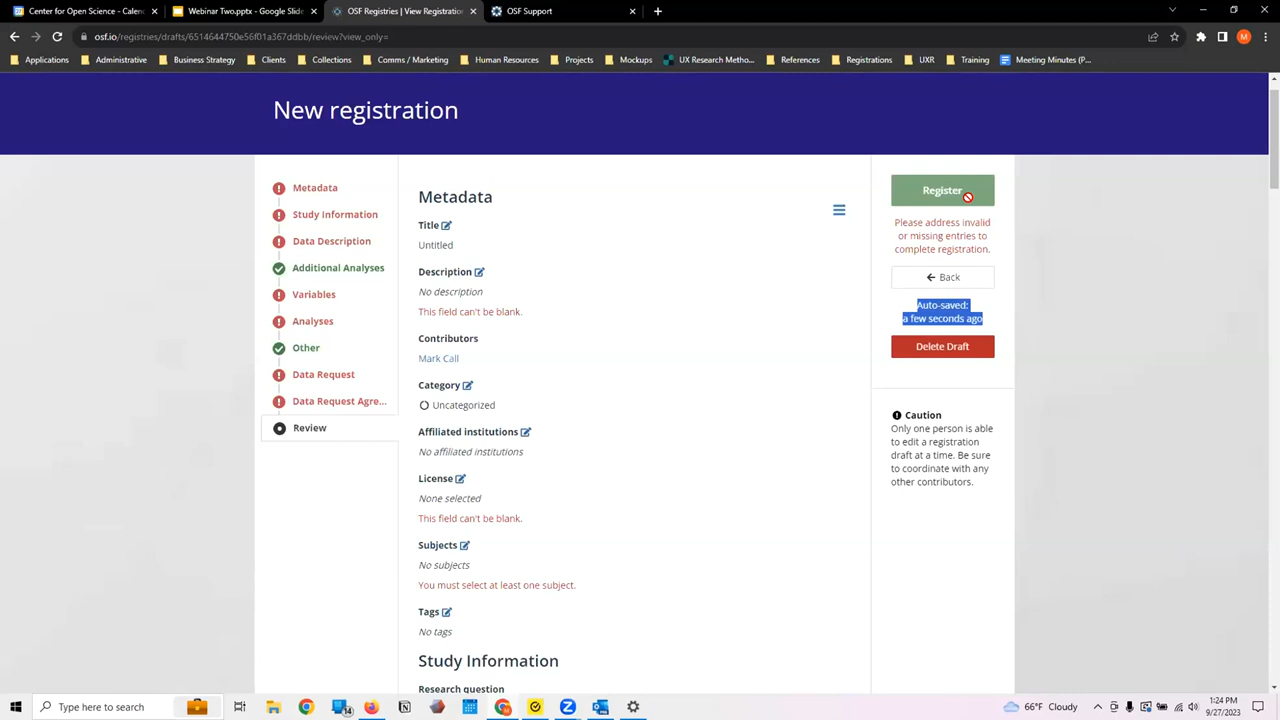 Center for Open Science - Calen
Webinar Two.pptx - Google Slide
OSF Registries | View Registratio
OSF Support
osf.io/registries/drafts/6514644750e56f01a367ddbb/review?view_only=
M
Applications
Administrative
Business Strategy
Clients
Collections
Comms / Marketing
Human Resources
Projects
Mockups
UX Research Metho...
References
Registrations
UXR
Training
Meeting Minutes (P...
New registration
Metadata
Study Information
Data Description
Additional Analyses
Variables
Analyses
Other
Data Request
Data Request Agre...
Review
Metadata
Title
Untitled
Description
No description
This field can't be blank.
Contributors
Mark Call
Category
Uncategorized
Affiliated institutions
No affiliated institutions
License
None selected
This field can't be blank.
Subjects
No subjects
You must select at least one subject.
Tags
No tags
Study Information
Research question
Register
Please address invalid
or missing entries to
complete registration.
Back
Auto-saved:
a few seconds ago
Delete Draft
Caution
Only one person is able
to edit a registration
draft at a time. Be sure
to coordinate with any
other contributors.
Type here to search
14
66°F Cloudy
1:24 PM
9/27/2023